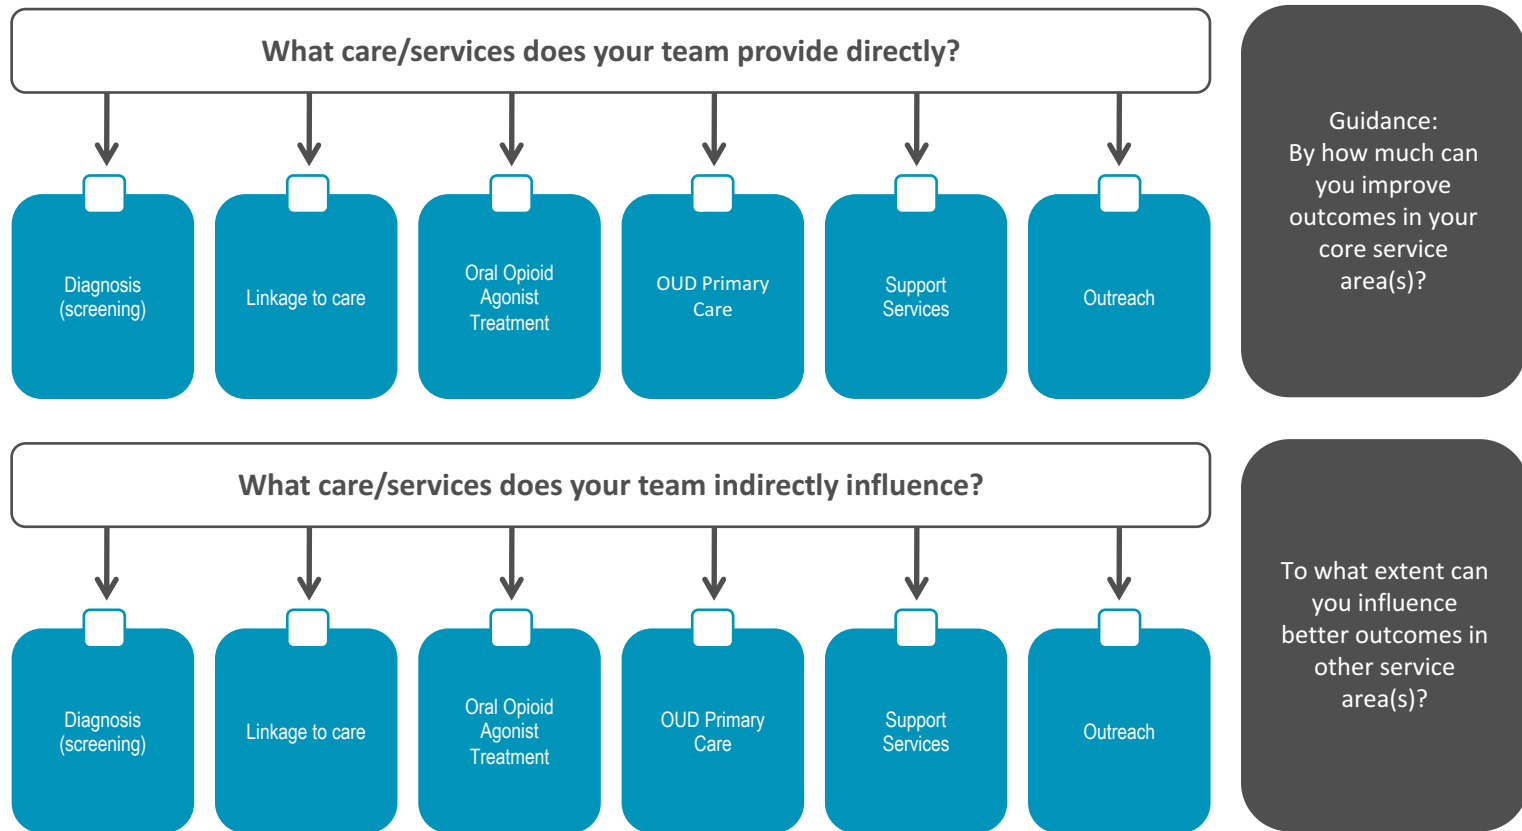 What care/services does your team provide directly?
Diagnosis
(screening)
Linkage to care
Oral Opioid
Agonist
Treatment
OUD Primary
Care
Support
Services
Outreach
Guidance:
By how much can
you improve
outcomes in your
core service
area(s)?
What care/services does your team indirectly influence?
Diagnosis
(screening)
Linkage to care
Oral Opioid
Agonist
Treatment
OUD Primary
Care
Support
Services
Outreach
To what extent can
you influence
better outcomes in
other service
area(s)?